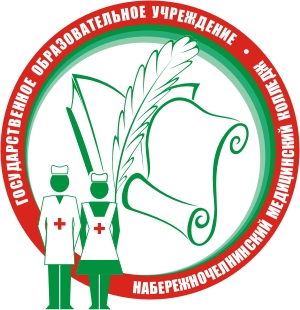 ГОСУДАРСТВЕННОЕ ОБРАЗОВАТЕЛЬНОЕ УЧРЕЖДЕНИЕ •
НАБЕРЕЖНОЧЕЛНИНСКИЙ МЕДИЦИНСКИЙ КОЛЛЕДЖ